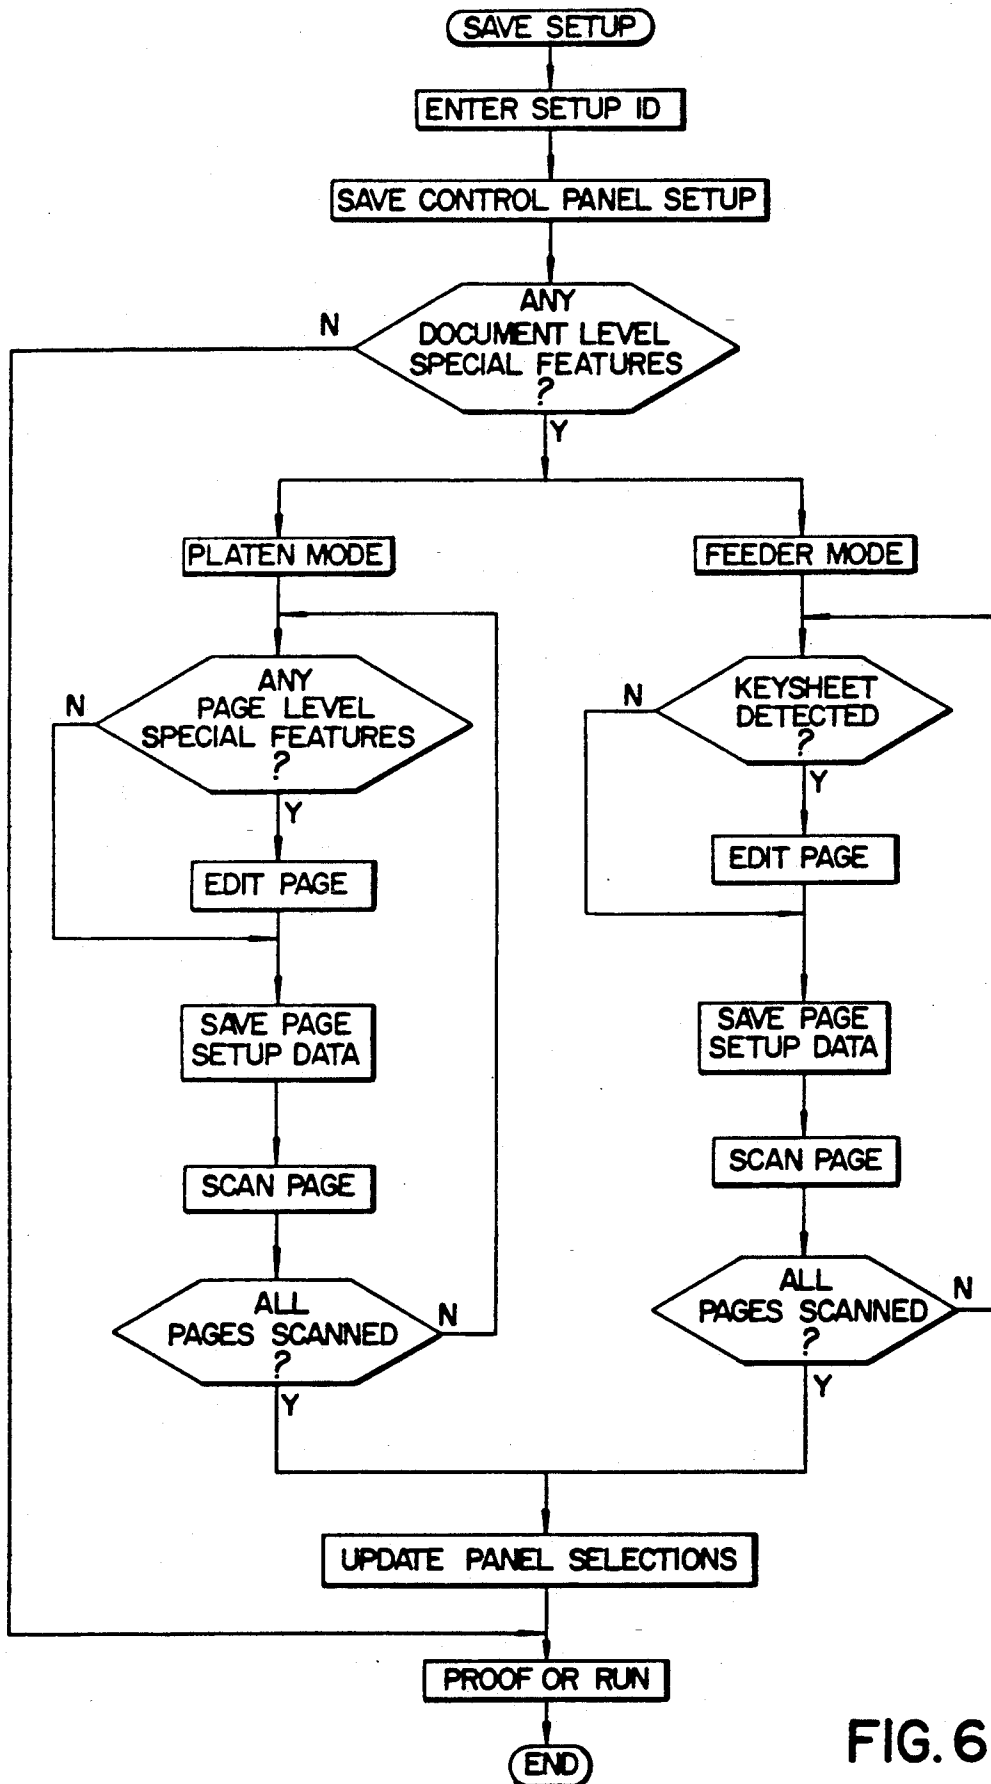 SAVE SETUP
ENTER SETUP ID
SAVE CONTROL PANEL SETUP
ANY
DOCUMENT LEVEL
SPECIAL FEATURES
?
N
Y
PLATEN MODE
ANY
PAGE LEVEL
SPECIAL FEATURES
?
N
Y
EDIT PAGE
SAVE PAGE
SETUP DATA
SCAN PAGE
ALL
PAGES SCANNED
?
N
Y
FEEDER MODE
KEYSHEET
DETECTED
?
N
Y
EDIT PAGE
SAVE PAGE
SETUP DATA
SCAN PAGE
ALL
PAGES SCANNED
?
N
Y
UPDATE PANEL SELECTIONS
PROOF OR RUN
END
FIG. 6